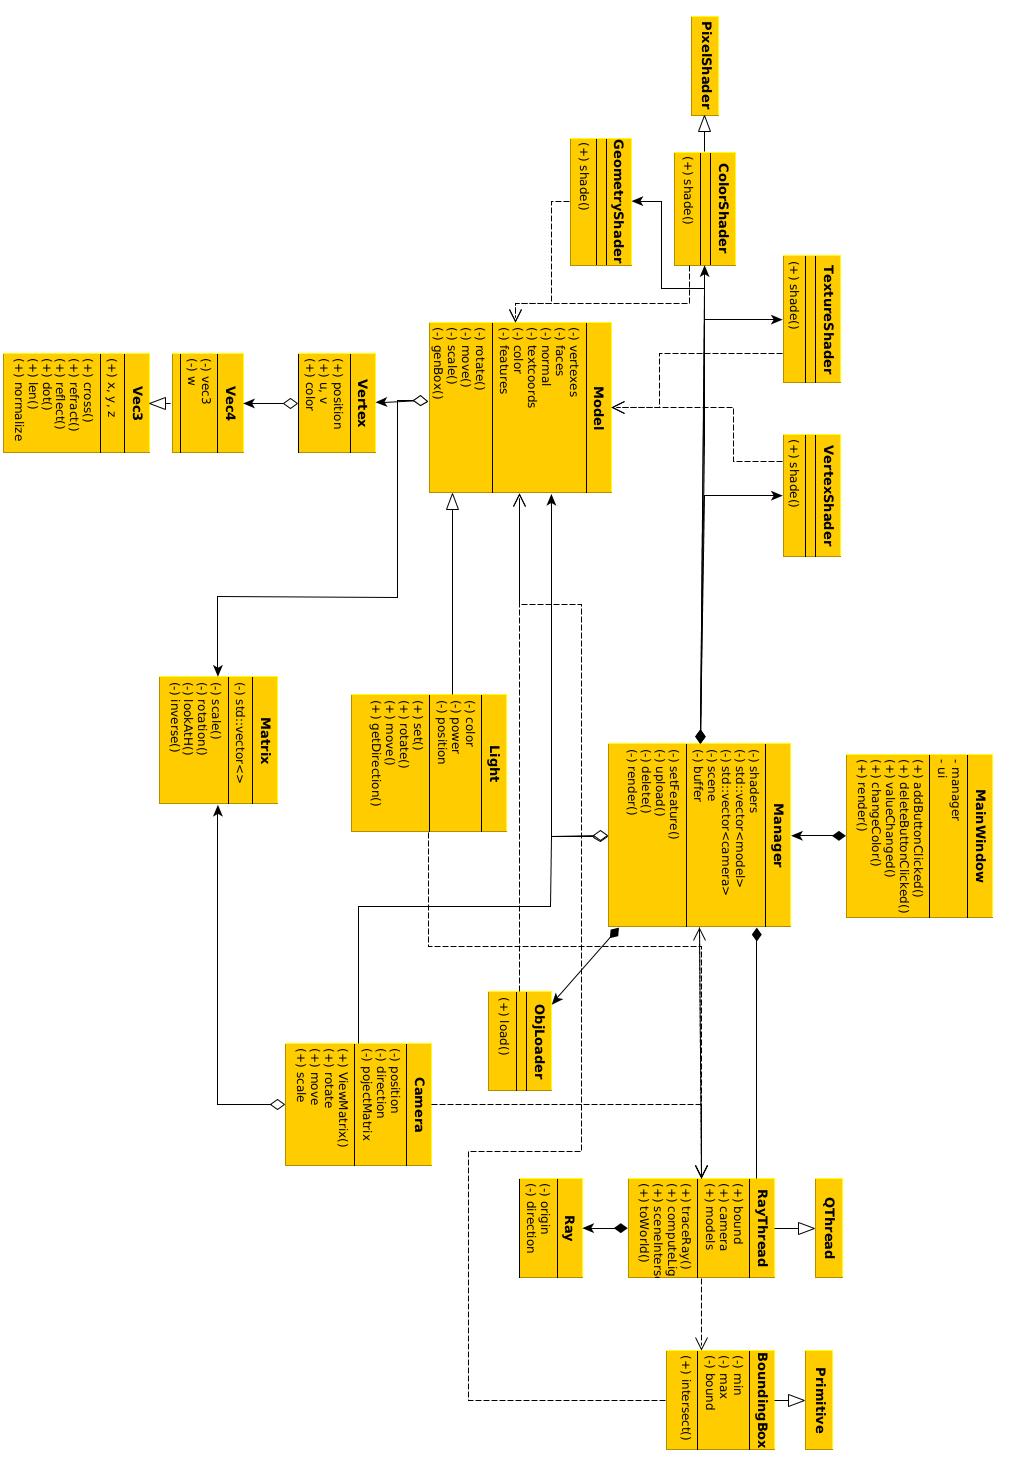 MainWindow
- manager
- ui
(+) addButtonClicked()
(+) deleteButtonClicked()
(+) valueChanged()
(+) changeColor()
(+) render()
TextureShader
(+) shade()
VertexShader
(+) shade()
QThread
Primitive
Manager
(-) shaders
(-) std::vector<model>
(-) std::vector<camera>
(-) scene
(-) buffer
(-) setFeature()
(-) upload()
(-) delete()
(-) render()
RayThread
(+) bound
(+) camera
(+) models
(+) traceRay()
(+) computeLig
(+) sceneInters
(+) toWorld()
BoundingBox
(-) min
(-) max
(-) bound
(+) intersect()
PixelShader
ColorShader
(+) shade()
GeometryShader
(+) shade()
Model
(-) vertexes
(-) faces
(-) normal
(-) textcoords
(-) color
(-) features
(-) rotate()
(-) move()
(-) scale()
(-) genBox()
Ray
(-) origin
(-) direction
ObjLoader
(+) load()
Light
(-) color
(-) power
(-) position
(+) set()
(+) rotate()
(+) move()
(+) getDirection()
Camera
(-) position
(-) direction
(-) pojectMatrix
(+) ViewMatrix()
(+) rotate
(+) move
(+) scale
Vertex
(+) position
(+) u, v
(+) color
Matrix
(-) std::vector<>
(-) scale()
(-) rotation()
(-) lookAtH()
(-) inverse()
Vec4
(-) vec3
(-) w
Vec3
(+) x, y, z
(+) cross()
(+) refract()
(+) reflect()
(+) dot()
(+) len()
(+) normalize